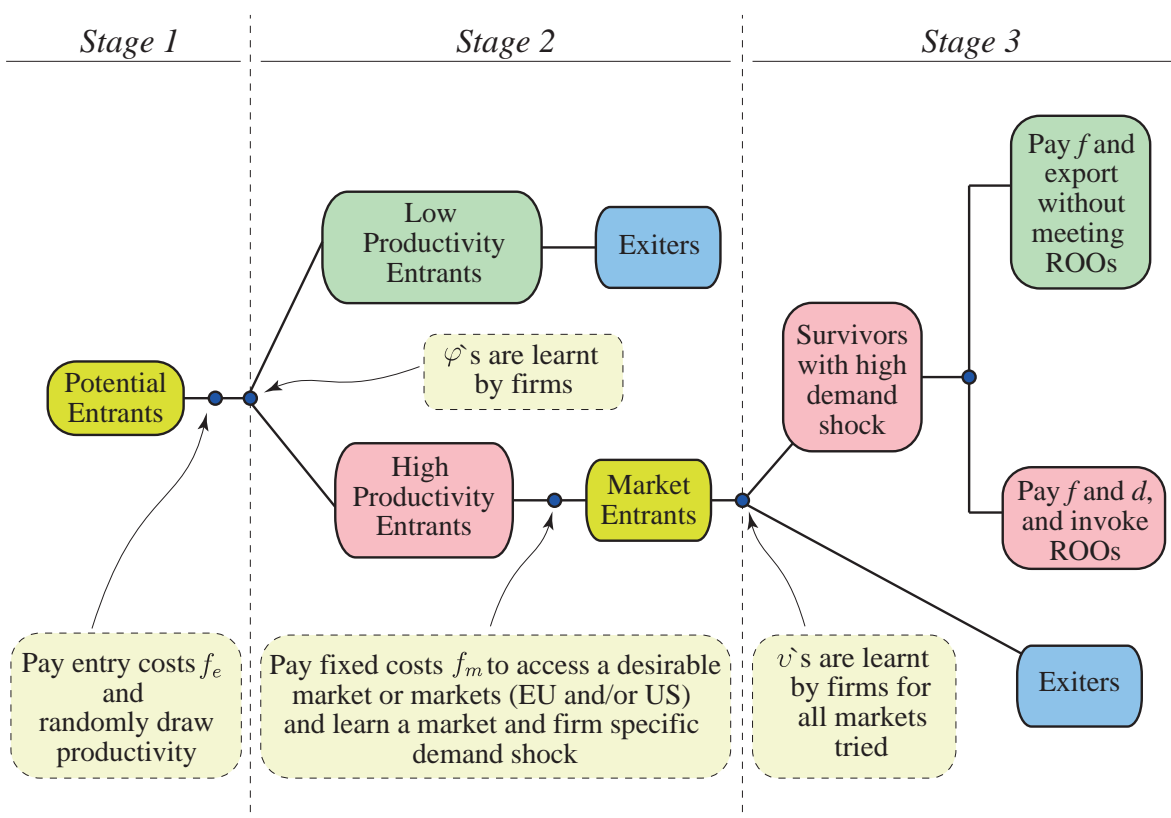 Stage 1
Stage 2
Stage 3
Potential
Entrants
Pay entry costs f_e
and
randomly draw
productivity
Low
Productivity
Entrants
Exiters
φ`s are learnt
by firms
High
Productivity
Entrants
Market
Entrants
Pay fixed costs f_m to access a desirable
market or markets (EU and/or US)
and learn a market and firm specific
demand shock
Pay f and
export
without
meeting
ROOs
Survivors
with high
demand
shock
Pay f and d,
and invoke
ROOs
υ`s are learnt
by firms for
all markets
tried
Exiters